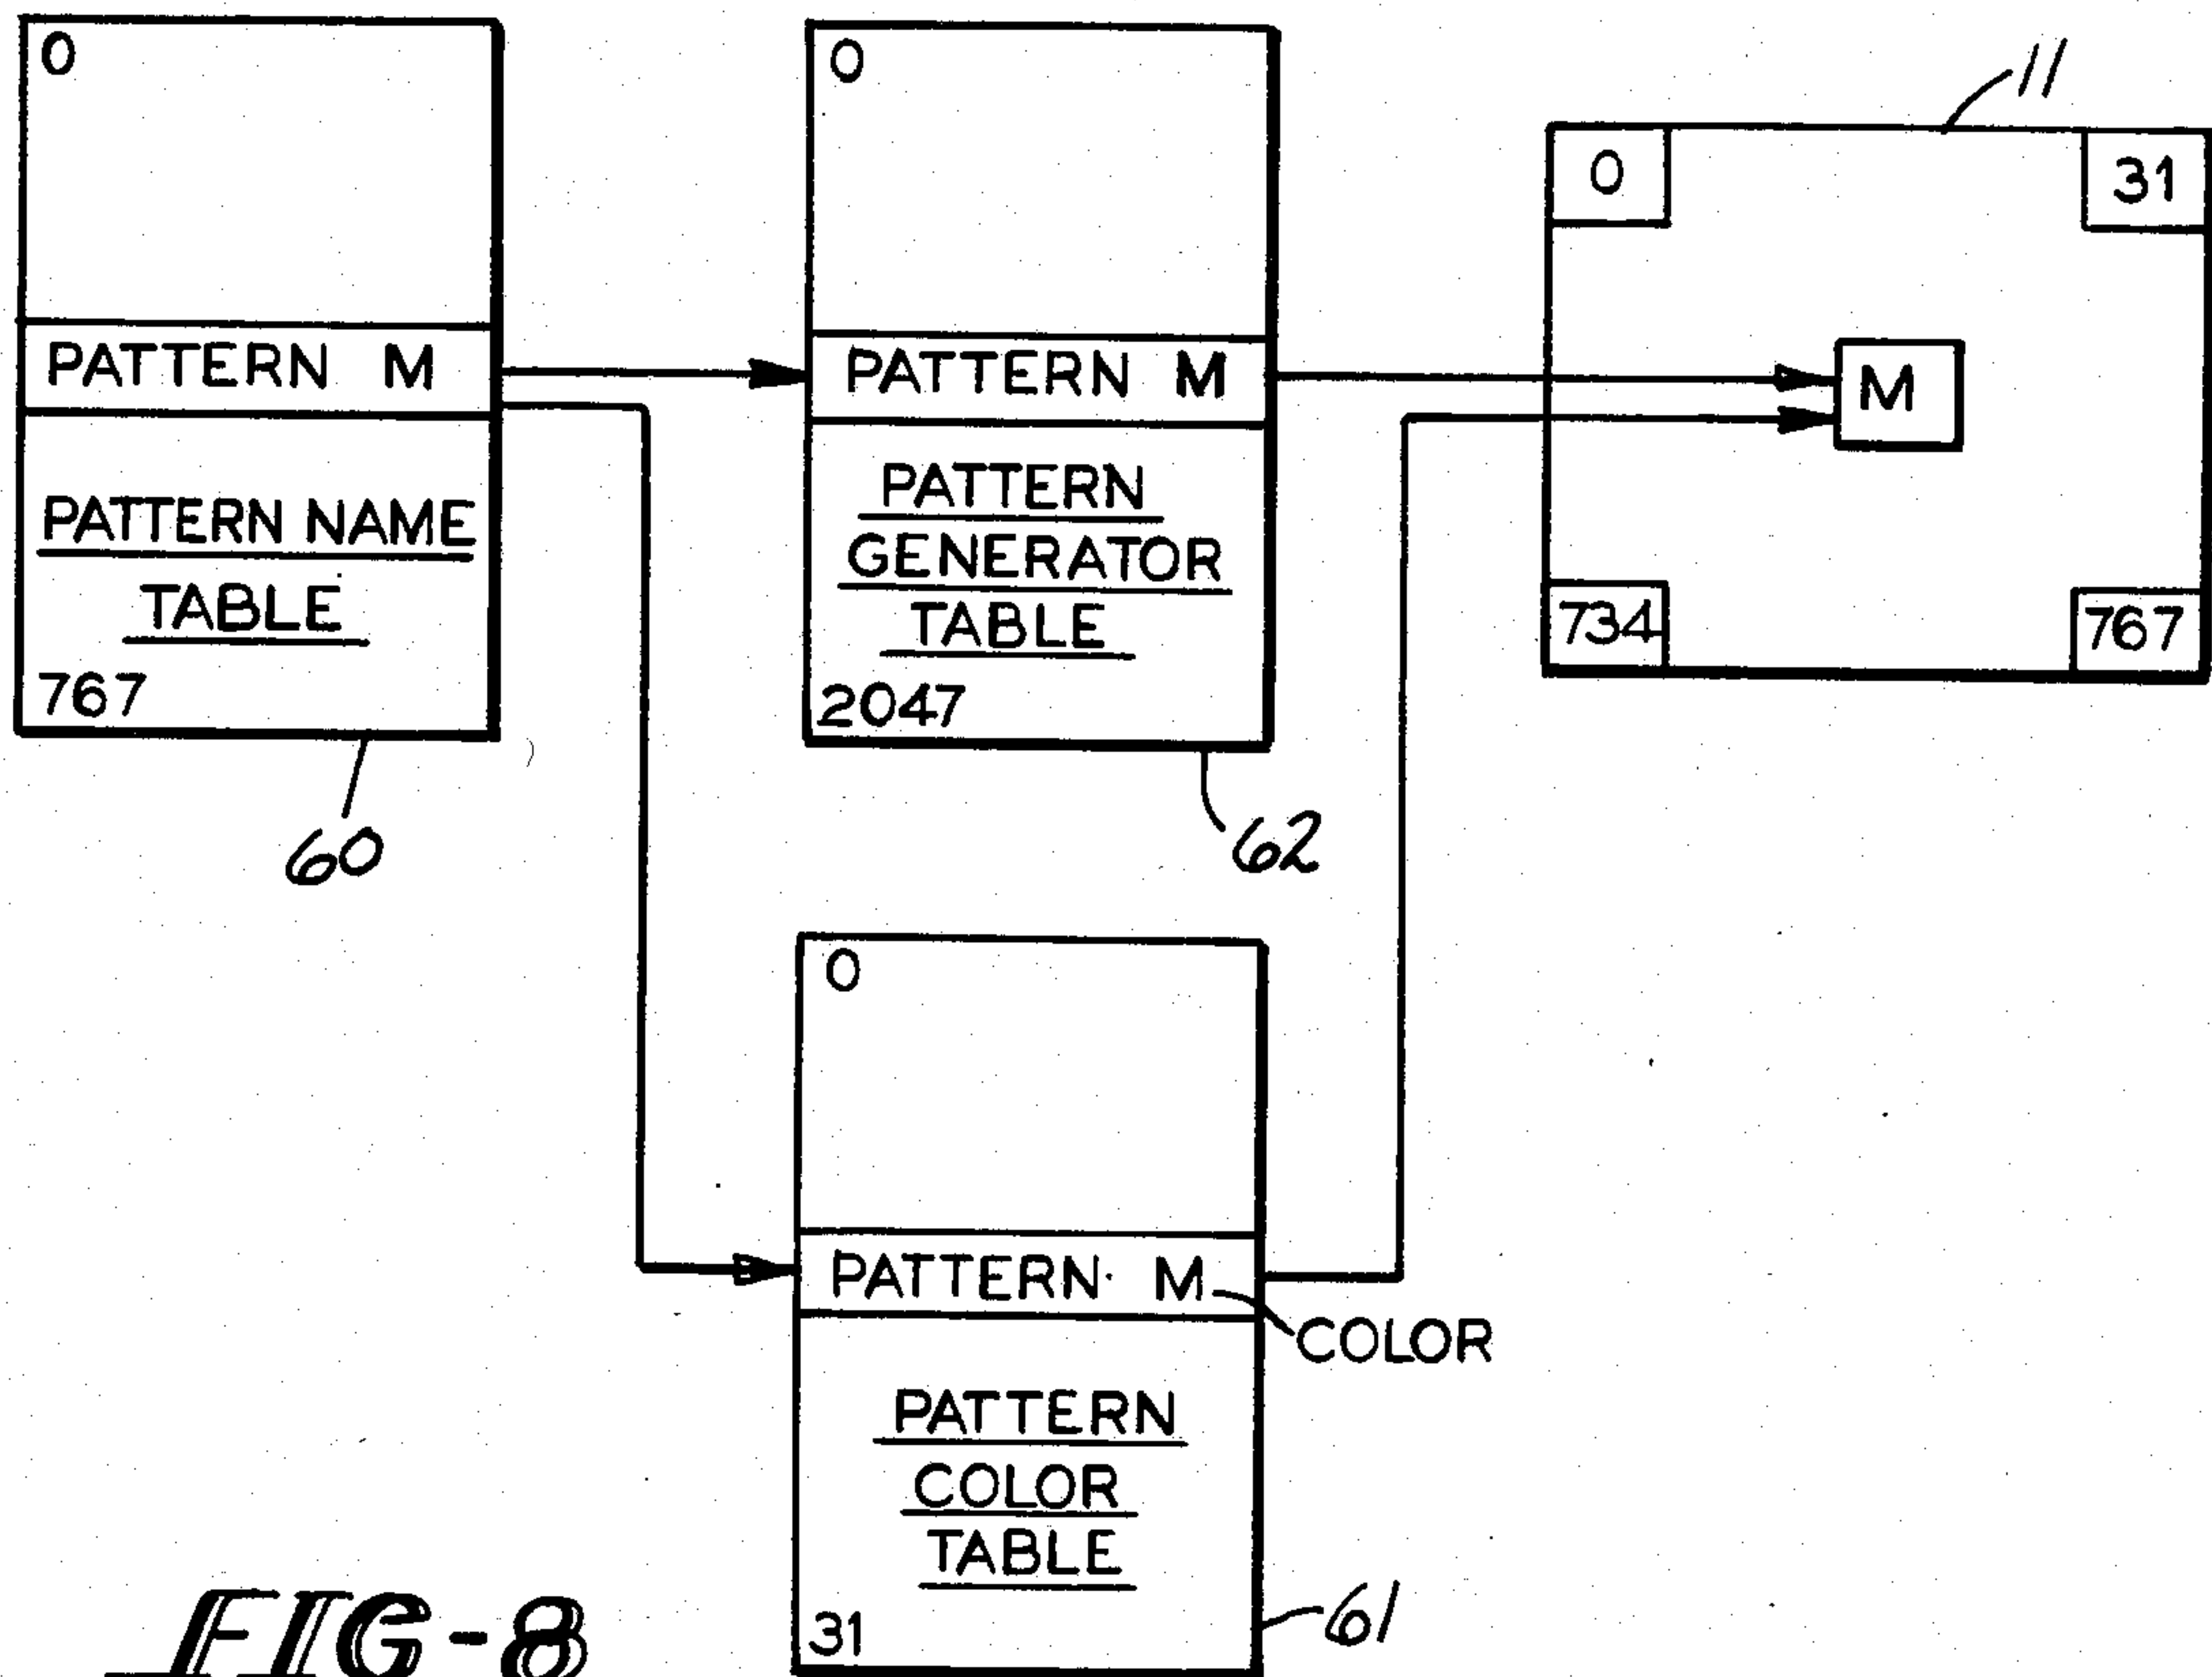 0
PATTERN M
PATTERN NAME
TABLE
767
60
0
PATTERN M
PATTERN
GENERATOR
TABLE
2047
62
11
0
31
M
734
767
0
PATTERN M
COLOR
PATTERN
COLOR
TABLE
31
61
FIG-8